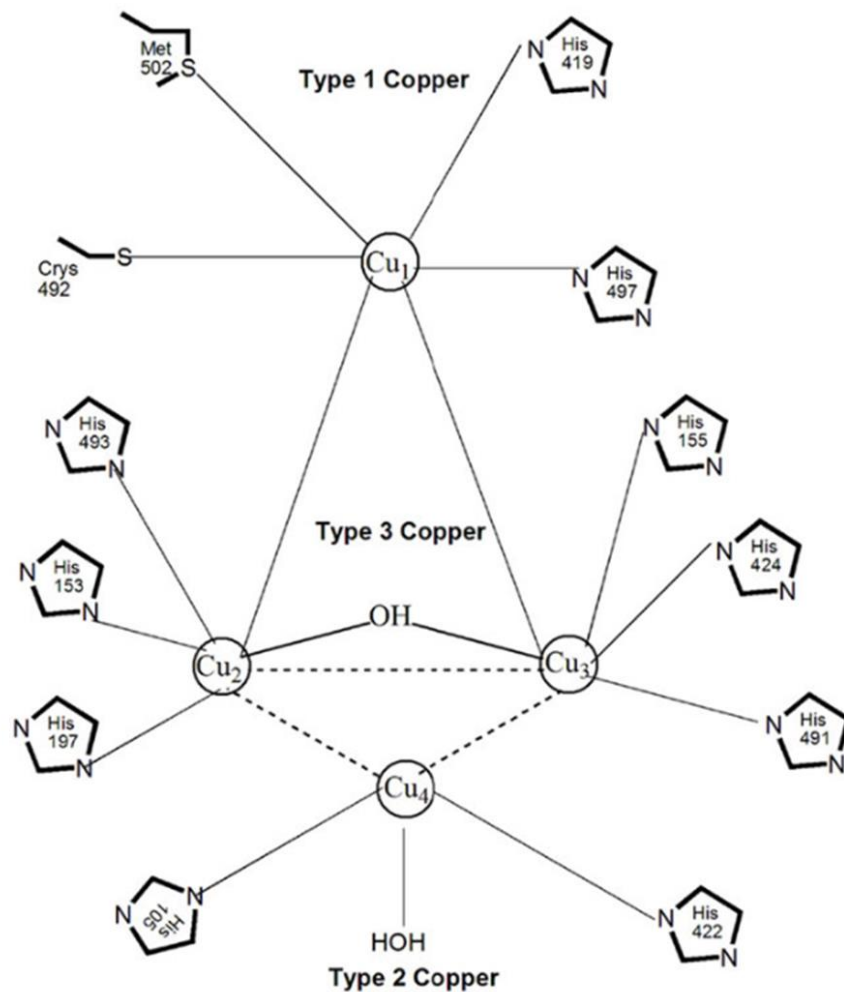 Met
502
S
Type 1 Copper
N
His
419
N
Crys
492
S
Cu1
N
His
497
N
N
His
493
N
N
His
155
N
Type 3 Copper
N
His
153
N
N
His
424
N
OH
Cu2
Cu3
N
His
197
N
N
His
491
N
Cu4
N
His
105
N
HOH
N
His
422
N
Type 2 Copper